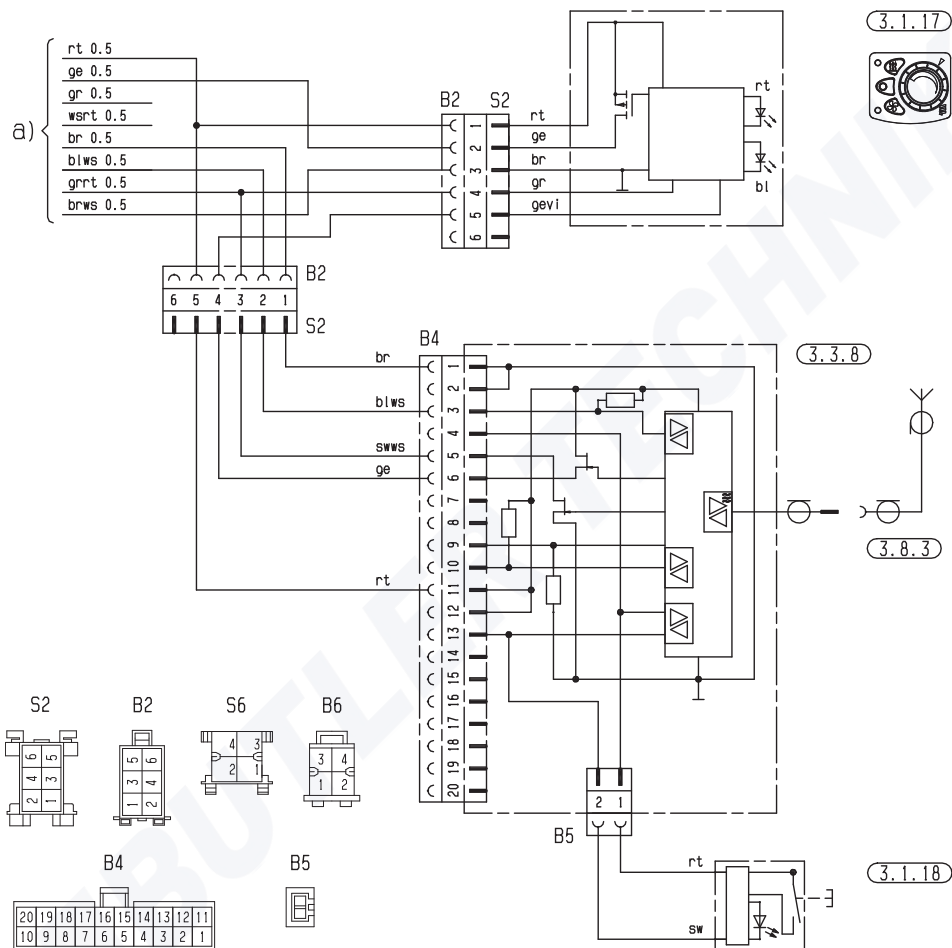 3.1.17
a)
rt 0.5
ge 0.5
gr 0.5
wsrt 0.5
br 0.5
blws 0.5
grrt 0.5
brws 0.5
B2 S2
1
2
3
4
5
6
rt
ge
br
gr
gevi
rt
bl
B2
6 5 4 3 2 1
S2
B4
3.3.8
br
blws
swws
ge
rt
1
2
3
4
5
6
7
8
9
10
11
12
13
14
15
16
17
18
19
20
3.8.3
2 1
B5
rt
sw
3.1.18
S2 B2 S6 B6
6 5
4 3
2 1
5 6
3 4
1 2
4 3
2 1
3 4
1 2
B4 B5
20 19 18 17 16 15 14 13 12 11
10 9 8 7 6 5 4 3 2 1
BUTLER TECHNI